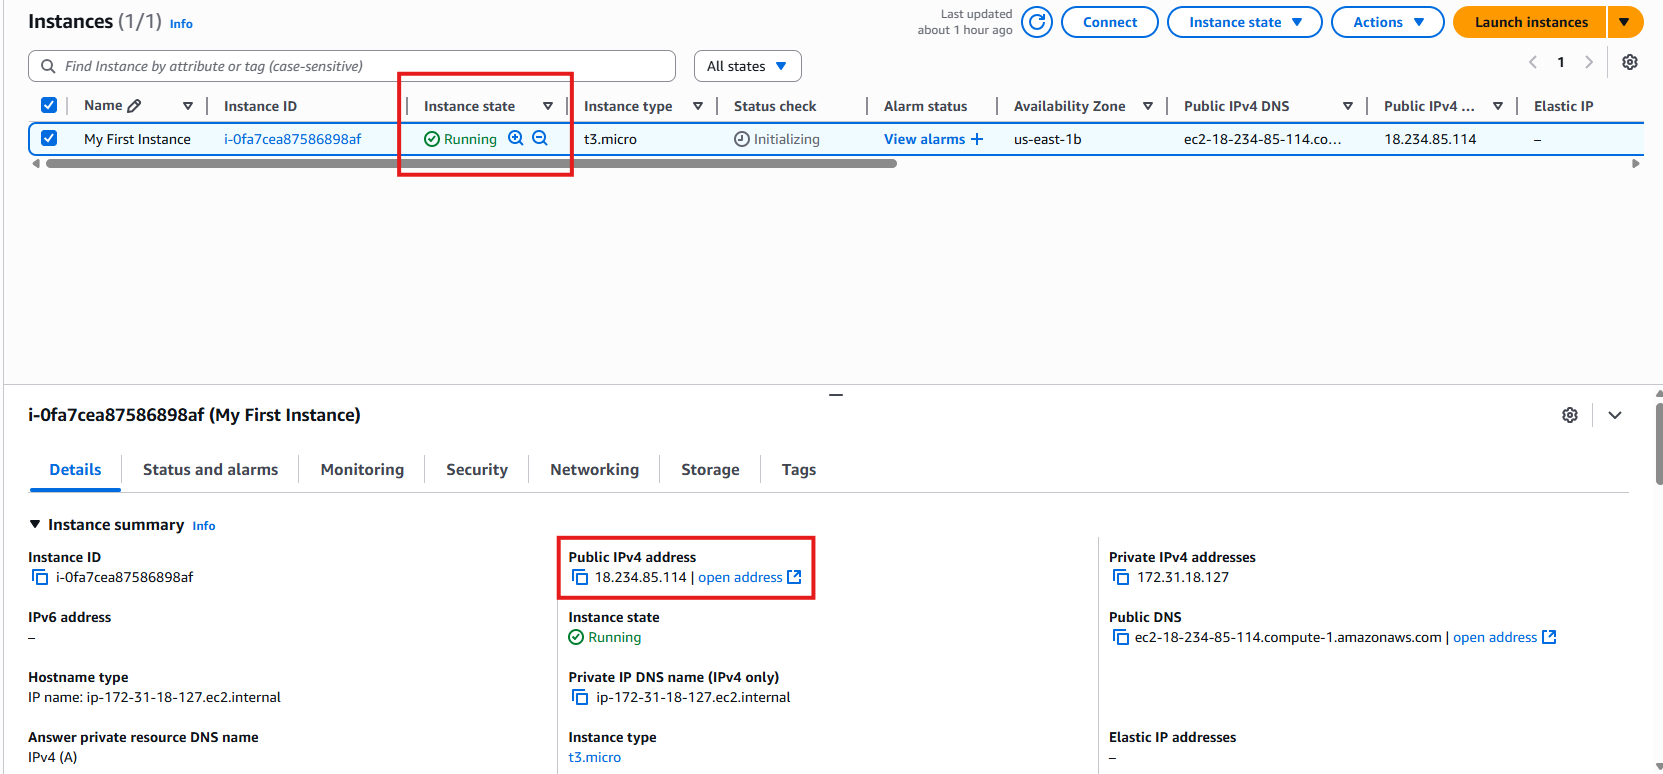 Instances (1/1) Info
Last updated about 1 hour ago
Connect
Instance state
Actions
Launch instances
Find Instance by attribute or tag (case-sensitive)
All states
1
Name Instance ID Instance state Instance type Status check Alarm status Availability Zone Public IPv4 DNS Public IPv4 ... Elastic IP
My First Instance i-0fa7cea87586898af Running t3.micro Initializing View alarms + us-east-1b ec2-18-234-85-114.co... 18.234.85.114 –
i-0fa7cea87586898af (My First Instance)
Details Status and alarms Monitoring Security Networking Storage Tags
Instance summary Info
Instance ID
i-0fa7cea87586898af
Public IPv4 address
18.234.85.114 | open address
Private IPv4 addresses
172.31.18.127
IPv6 address
–
Instance state
Running
Public DNS
ec2-18-234-85-114.compute-1.amazonaws.com | open address
Hostname type
IP name: ip-172-31-18-127.ec2.internal
Private IP DNS name (IPv4 only)
ip-172-31-18-127.ec2.internal
Answer private resource DNS name
IPv4 (A)
Instance type
t3.micro
Elastic IP addresses
–